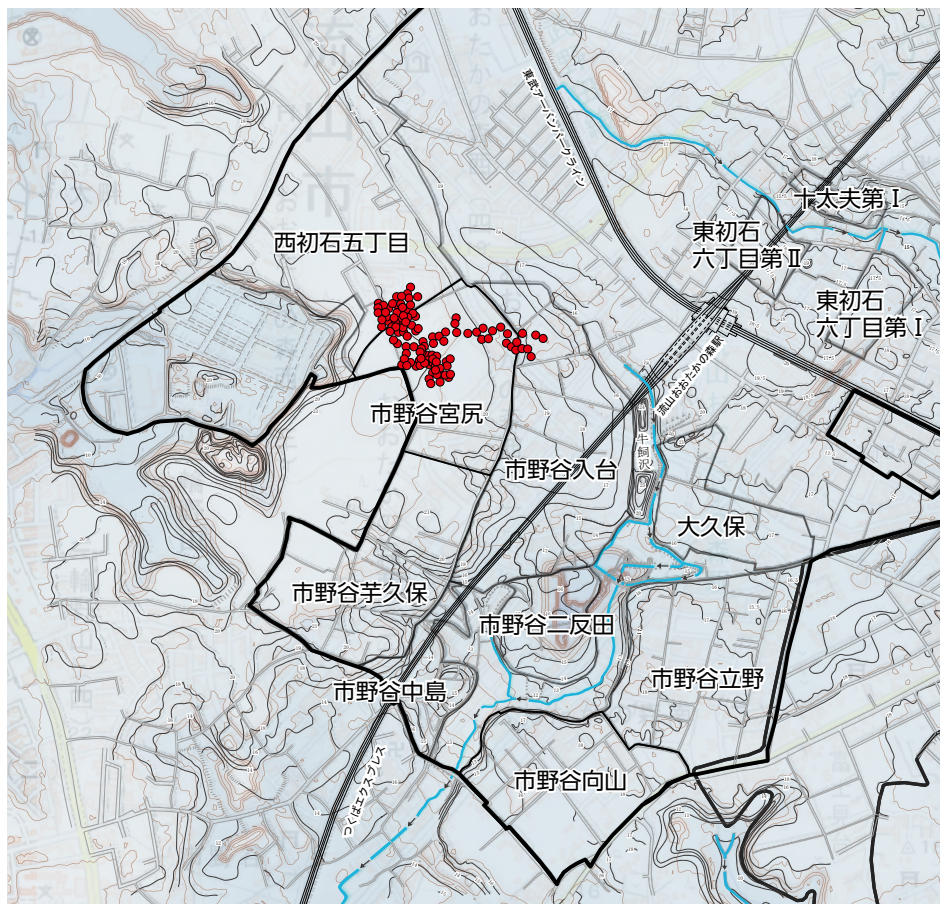 東武アーバンパークライン
十太夫第Ⅰ
東初石
六丁目第Ⅱ
西初石五丁目
東初石
六丁目第Ⅰ
流山おおたかの森駅
市野谷宮尻
牛飼沢
市野谷入台
大久保
市野谷芋久保
市野谷二反田
市野谷立野
市野谷中島
市野谷向山
つくばエクスプレス